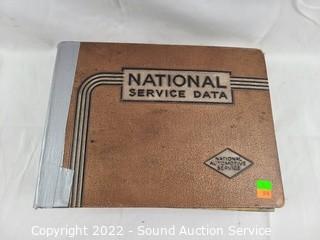 NATIONAL
SERVICE DATA
NATIONAL
AUTOMOTIVE
SERVICE
Copyright 2022 - Sound Auction Service